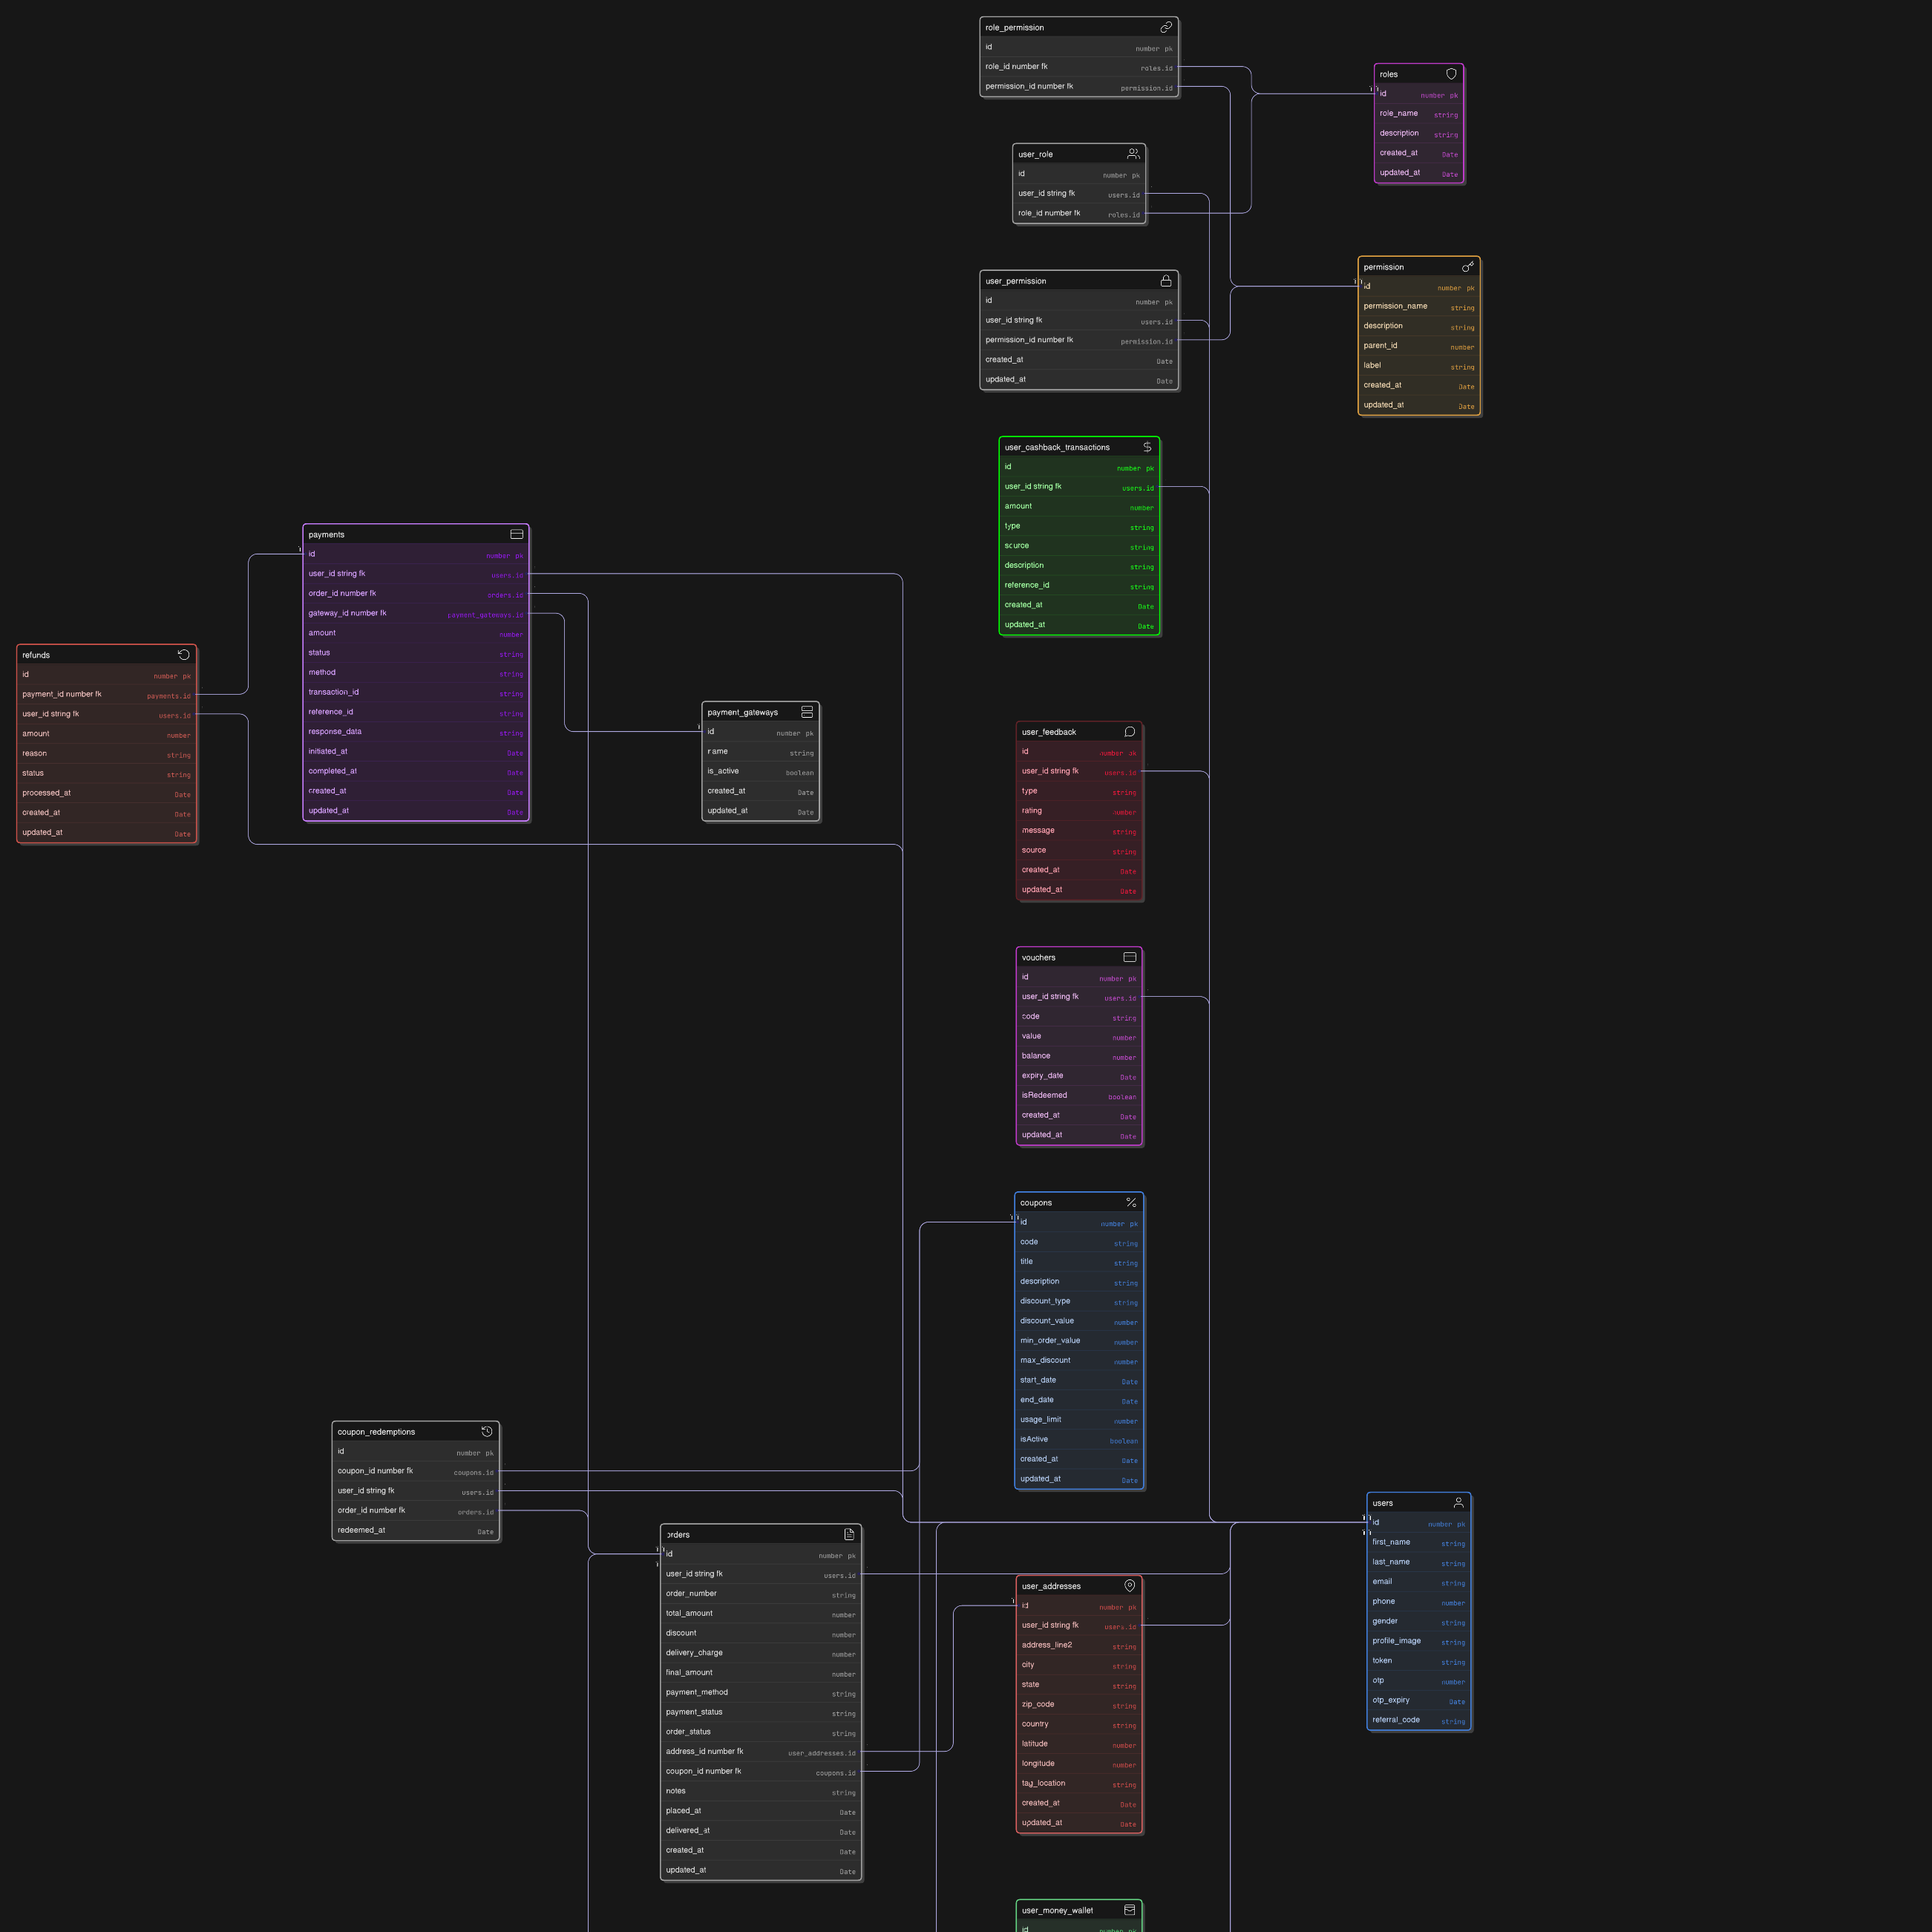 role_permission
id number pk
role_id number fk roles.id
permission_id number fk permission.id
roles
id number pk
role_name string
description string
created_at Date
updated_at Date
user_role
id number pk
user_id string fk users.id
role_id number fk roles.id
permission
id number pk
permission_name string
description string
parent_id number
label string
created_at Date
updated_at Date
user_permission
id number pk
user_id string fk users.id
permission_id number fk permission.id
created_at Date
updated_at Date
user_cashback_transactions
id number pk
user_id string fk users.id
amount number
type string
source string
description string
reference_id string
created_at Date
updated_at Date
payments
id number pk
user_id string fk users.id
order_id number fk orders.id
gateway_id number fk payment_gateways.id
amount number
status string
method string
transaction_id string
reference_id string
response_data string
initiated_at Date
completed_at Date
created_at Date
updated_at Date
refunds
id number pk
payment_id number fk payments.id
user_id string fk users.id
amount number
reason string
status string
processed_at Date
created_at Date
updated_at Date
payment_gateways
id number pk
name string
is_active boolean
created_at Date
updated_at Date
user_feedback
id number pk
user_id string fk users.id
type string
rating number
message string
source string
created_at Date
updated_at Date
vouchers
id number pk
user_id string fk users.id
code string
value number
balance number
expiry_date Date
isRedeemed boolean
created_at Date
updated_at Date
coupons
id number pk
code string
title string
description string
discount_type string
discount_value number
min_order_value number
max_discount number
start_date Date
end_date Date
usage_limit number
isActive boolean
created_at Date
updated_at Date
coupon_redemptions
id number pk
coupon_id number fk coupons.id
user_id string fk users.id
order_id number fk orders.id
redeemed_at Date
orders
id number pk
user_id string fk users.id
order_number string
total_amount number
discount number
delivery_charge number
final_amount number
payment_method string
payment_status string
order_status string
address_id number fk user_addresses.id
coupon_id number fk coupons.id
notes string
placed_at Date
delivered_at Date
created_at Date
updated_at Date
users
id number pk
first_name string
last_name string
email string
phone number
gender string
profile_image string
token string
otp number
otp_expiry Date
referral_code string
user_addresses
id number pk
user_id string fk users.id
address_line2 string
city string
state string
zip_code string
country string
latitude number
longitude number
tag_location string
created_at Date
updated_at Date
user_money_wallet
id number pk